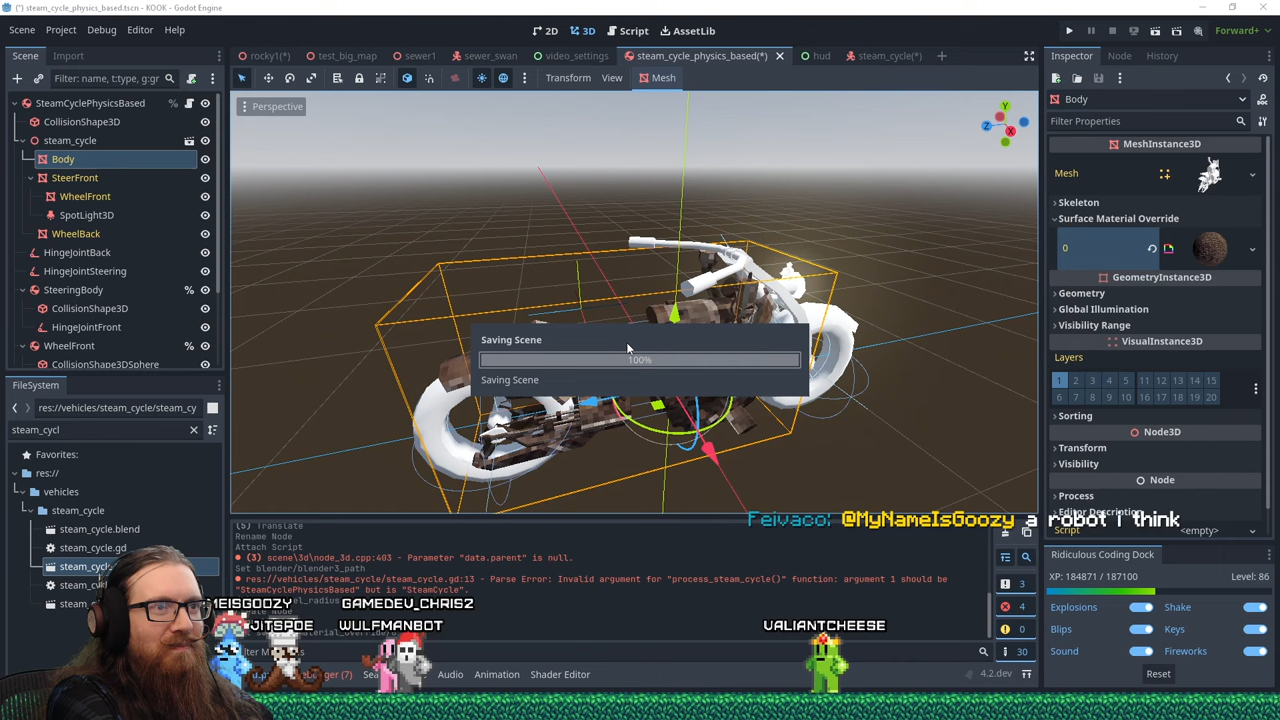 (*) steam_cycle_physics_based.tscn - KOOK - Godot Engine
Scene Project Debug Editor Help
2D 3D Script AssetLib
Forward+
Scene Import
rocky1(*) test_big_map sewer1 sewer_swan video_settings steam_cycle_physics_based(*) hud steam_cycle(*)
Inspector Node History
Filter: name, t:type, g:gr
Transform View Mesh
Perspective
Y
Z
X
SteamCyclePhysicsBased
CollisionShape3D
steam_cycle
Body
SteerFront
WheelFront
SpotLight3D
WheelBack
HingeJointBack
HingeJointSteering
SteeringBody
CollisionShape3D
HingeJointFront
WheelFront
CollisionShape3DSphere
FileSystem
res://vehicles/steam_cycle/steam_cy
steam_cycl
Favorites:
res://
vehicles
steam_cycle
steam_cycle.blend
steam_cycle.gd
Saving Scene
100%
Saving Scene
Body
Filter Properties
MeshInstance3D
Mesh
Skeleton
Surface Material Override
0
GeometryInstance3D
Geometry
Global Illumination
Visibility Range
VisualInstance3D
Layers
1 2 3 4 5 11 12 13 14 15
6 7 8 9 10 16 17 18 19 20
Sorting
Node3D
Transform
Visibility
Node
Process
Editor Description
Script <empty>
Feivaco: @MyNameIsGoozy a robot i think
(5) Translate
Rename Node
Attach Script
(3) scene\3d\node_3d.cpp:403 - Parameter "data.parent" is null.
Set blender/blender3_path
res://vehicles/steam_cycle/steam_cycle.gd:13 - Parse Error: Invalid argument for "process_steam_cycle()" function: argument 1 should be
"SteamCyclePhysicsBased" but is "SteamCycle".
3
4
0
30
MEISGOOZY
GAMEDEV_CHRIS2
JITSPOE
WULFMANBOT
VALIANTCHEESE
Audio Animation Shader Editor
4.2.dev
Ridiculous Coding Dock
XP: 184871 / 187100 Level: 86
Explosions Shake
Blips Keys
Sound Fireworks
Reset